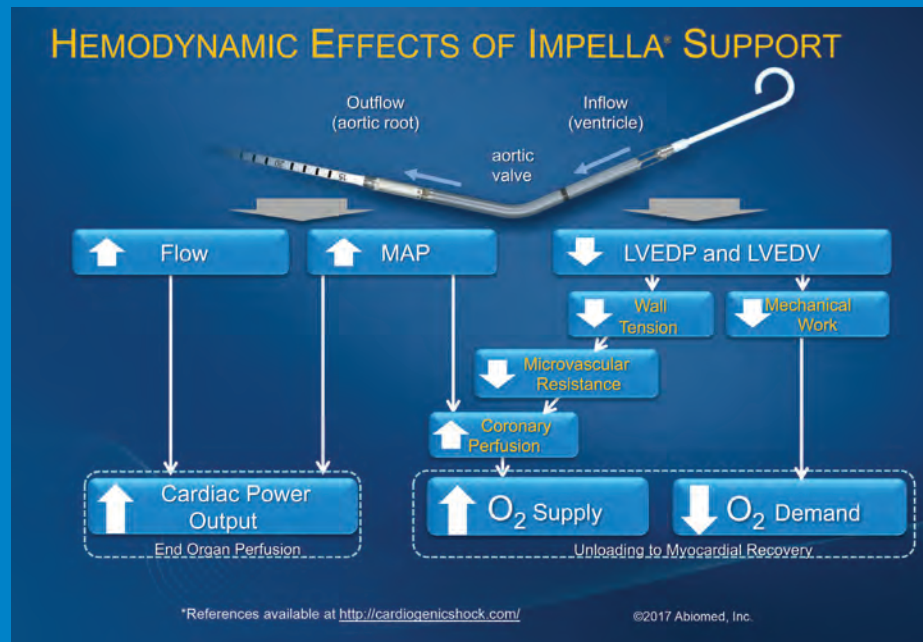 HEMODYNAMIC EFFECTS OF IMPELLA® SUPPORT
Outflow
(aortic root)
Inflow
(ventricle)
aortic
valve
20
15
Flow
MAP
LVEDP and LVEDV
Wall
Tension
Mechanical
Work
Microvascular
Resistance
Coronary
Perfusion
Cardiac Power
Output
O₂ Supply
O₂ Demand
End Organ Perfusion
Unloading to Myocardial Recovery
*References available at http://cardiogenicshock.com/
©2017 Abiomed, Inc.